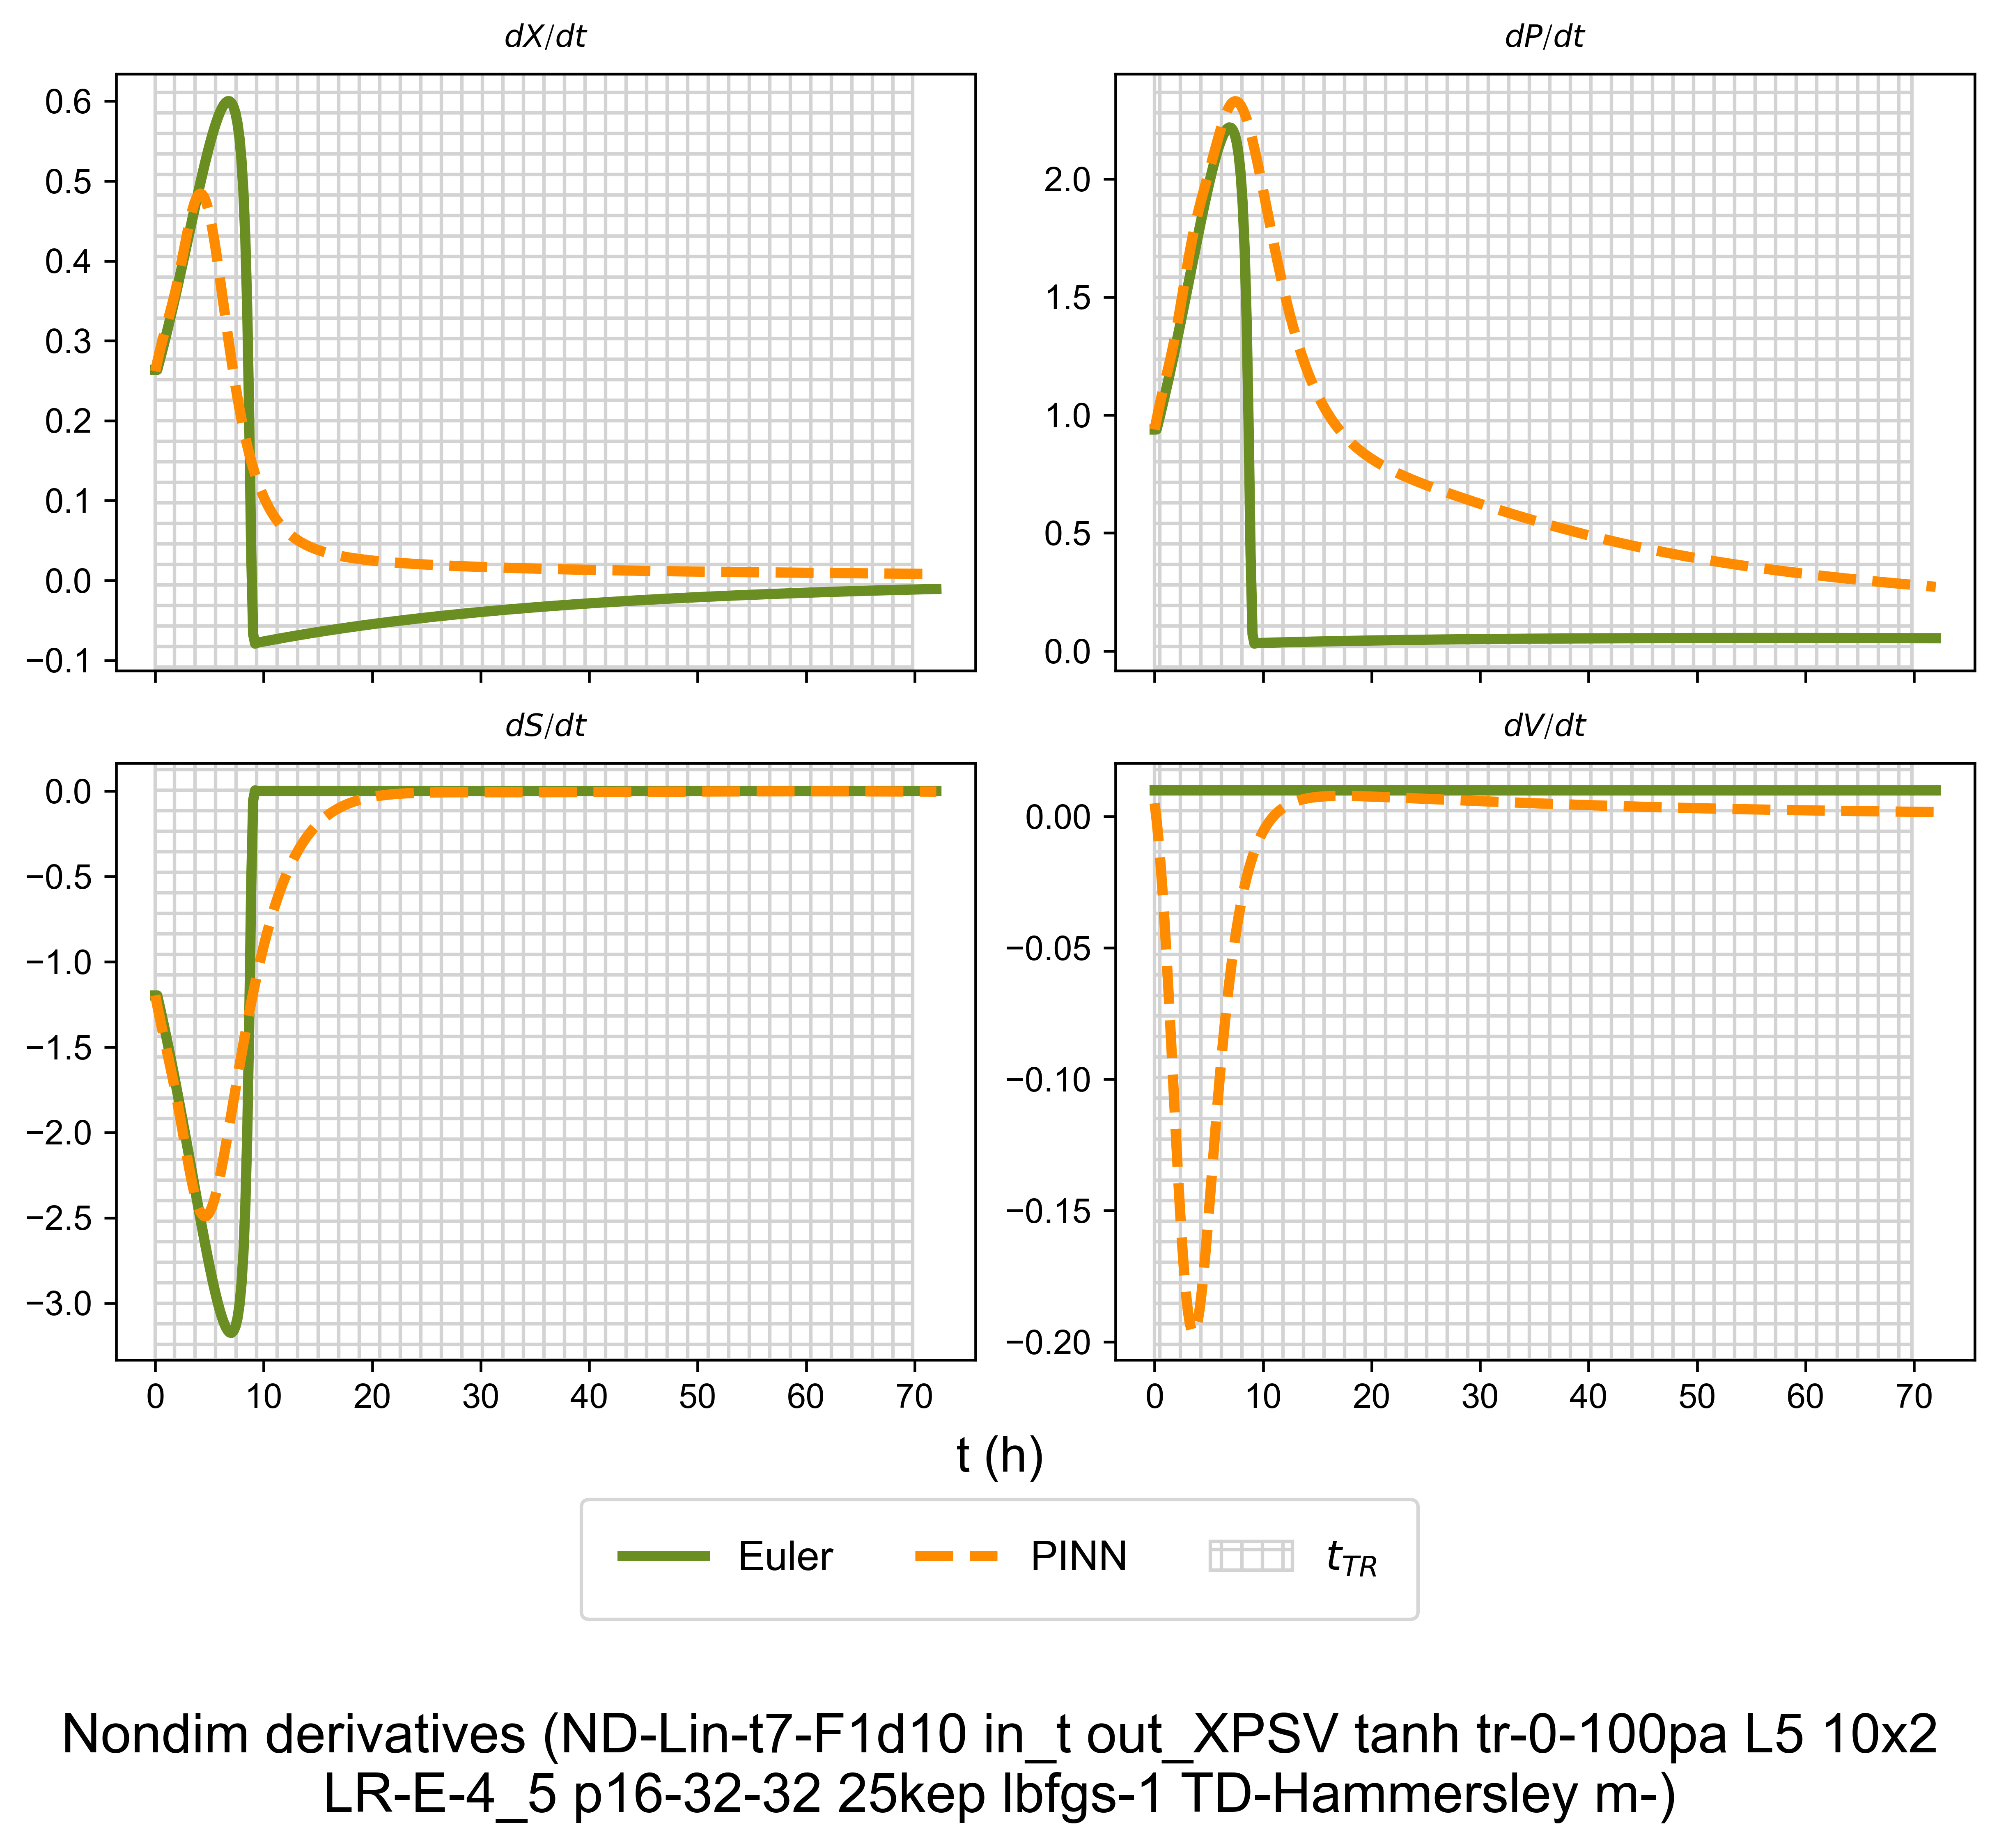 dX/dt
dP/dt
0.6
0.5
0.4
0.3
0.2
0.1
0.0
−0.1
2.0
1.5
1.0
0.5
0.0
dS/dt
dV/dt
0.0
−0.5
−1.0
−1.5
−2.0
−2.5
−3.0
0.00
−0.05
−0.10
−0.15
−0.20
0 10 20 30 40 50 60 70
0 10 20 30 40 50 60 70
t (h)
Euler PINN t_TR
Nondim derivatives (ND-Lin-t7-F1d10 in_t out_XPSV tanh tr-0-100pa L5 10x2
LR-E-4_5 p16-32-32 25kep lbfgs-1 TD-Hammersley m-)